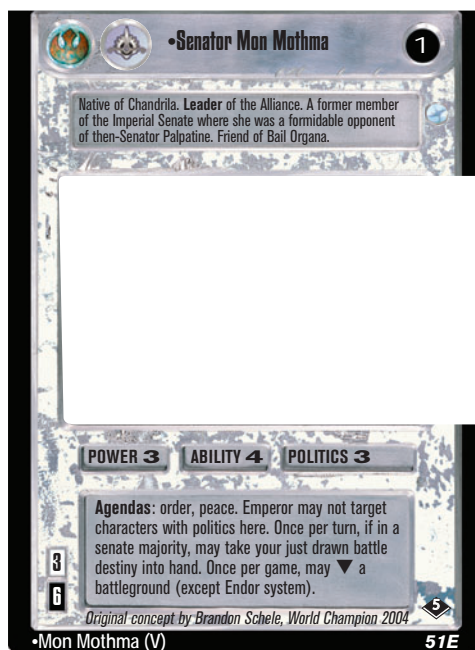 •Senator Mon Mothma
1
Native of Chandrila. Leader of the Alliance. A former member
of the Imperial Senate where she was a formidable opponent
of then-Senator Palpatine. Friend of Bail Organa.
POWER 3 ABILITY 4 POLITICS 3
Agendas: order, peace. Emperor may not target
characters with politics here. Once per turn, if in a
senate majority, may take your just drawn battle
destiny into hand. Once per game, may ▼ a
battleground (except Endor system).
3
6
Original concept by Brandon Schele, World Champion 2004
5
•Mon Mothma (V) 51E